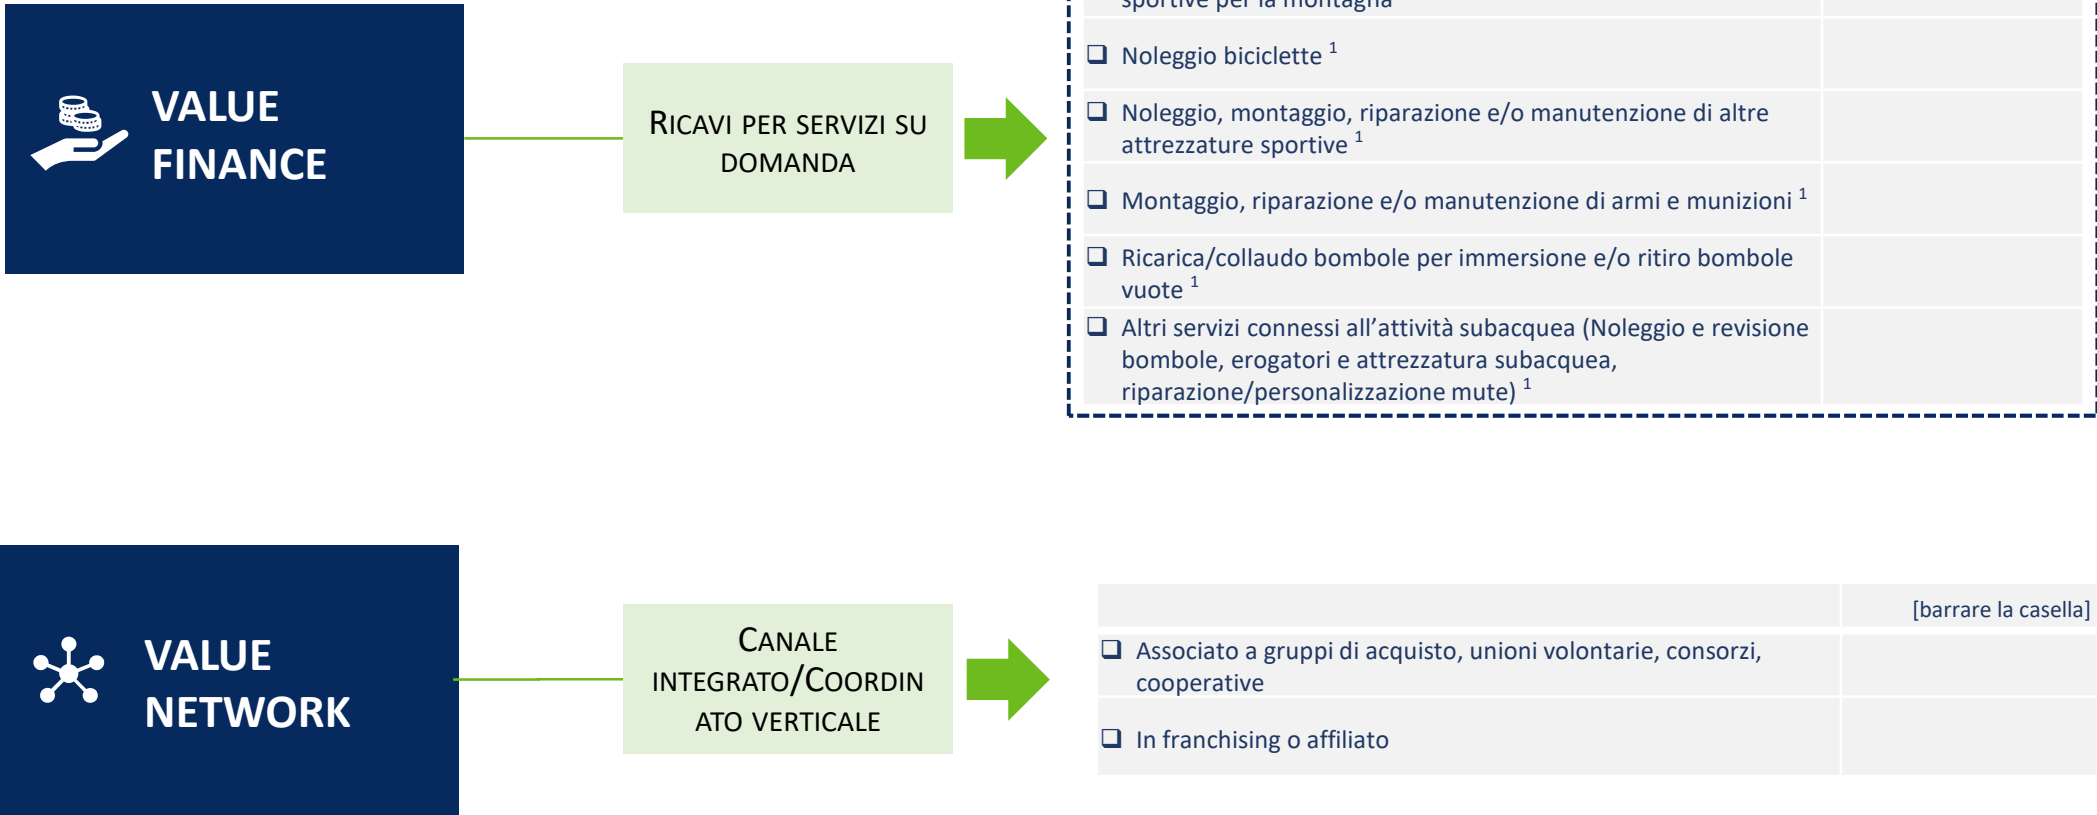 sportive per la montagna
❑ Noleggio biciclette 1
❑ Noleggio, montaggio, riparazione e/o manutenzione di altre
attrezzature sportive 1
❑ Montaggio, riparazione e/o manutenzione di armi e munizioni 1
❑ Ricarica/collaudo bombole per immersione e/o ritiro bombole
vuote 1
❑ Altri servizi connessi all’attività subacquea (Noleggio e revisione
bombole, erogatori e attrezzatura subacquea,
riparazione/personalizzazione mute) 1
VALUE
FINANCE
RICAVI PER SERVIZI SU
DOMANDA
VALUE
NETWORK
CANALE
INTEGRATO/COORDIN
ATO VERTICALE
[barrare la casella]
❑ Associato a gruppi di acquisto, unioni volontarie, consorzi,
cooperative
❑ In franchising o affiliato